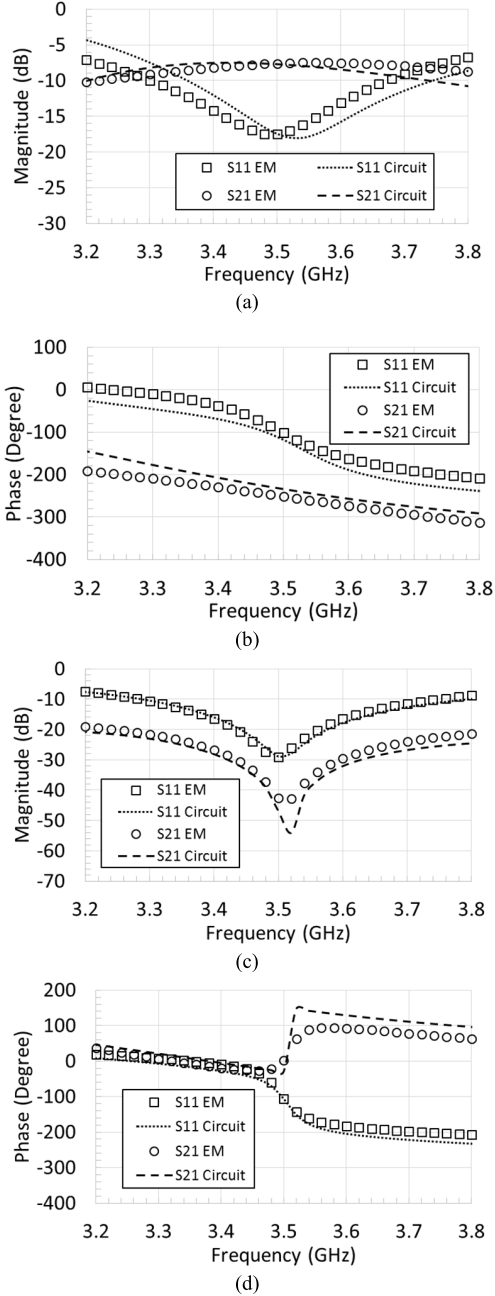 0
-5
-10
-15
-20
-25
-30
Magnitude (dB)
S11 EM S11 Circuit
S21 EM S21 Circuit
3.2 3.3 3.4 3.5 3.6 3.7 3.8
Frequency (GHz)
(a)
100
0
-100
-200
-300
-400
Phase (Degree)
S11 EM
S11 Circuit
S21 EM
S21 Circuit
3.2 3.3 3.4 3.5 3.6 3.7 3.8
Frequency (GHz)
(b)
0
-10
-20
-30
-40
-50
-60
-70
Magnitude (dB)
S11 EM
S11 Circuit
S21 EM
S21 Circuit
3.2 3.3 3.4 3.5 3.6 3.7 3.8
Frequency (GHz)
(c)
200
100
0
-100
-200
-300
-400
Phase (Degree)
S11 EM
S11 Circuit
S21 EM
S21 Circuit
3.2 3.3 3.4 3.5 3.6 3.7 3.8
Frequency (GHz)
(d)